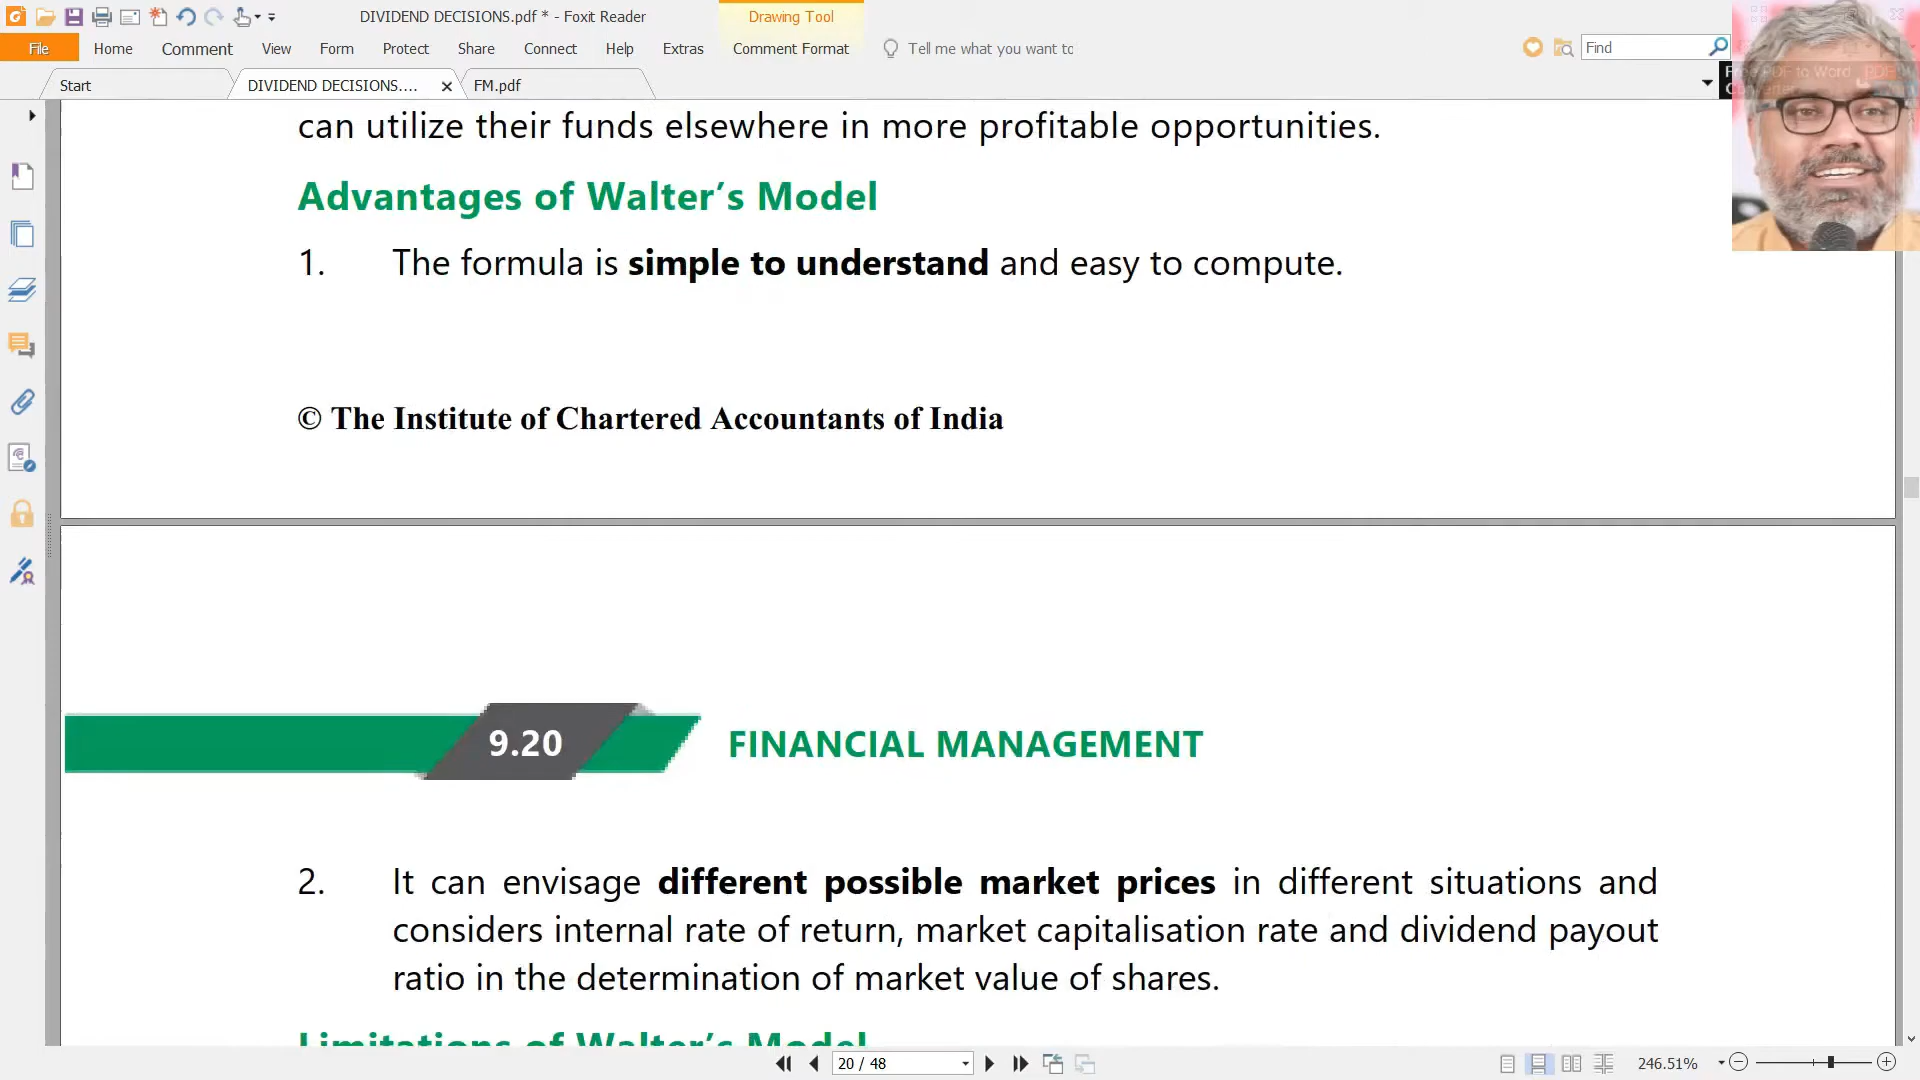 DIVIDEND DECISIONS.pdf * - Foxit Reader
Drawing Tool
File
Home
Comment
View
Form
Protect
Share
Connect
Help
Extras
Comment Format
Tell me what you want to
Find
Start
DIVIDEND DECISIONS....
FM.pdf
can utilize their funds elsewhere in more profitable opportunities.
Advantages of Walter's Model
1. The formula is simple to understand and easy to compute.
© The Institute of Chartered Accountants of India
9.20
FINANCIAL MANAGEMENT
2. It can envisage different possible market prices in different situations and
considers internal rate of return, market capitalisation rate and dividend payout
ratio in the determination of market value of shares.
Limitations of Walter's Model
20 / 48
246.51%